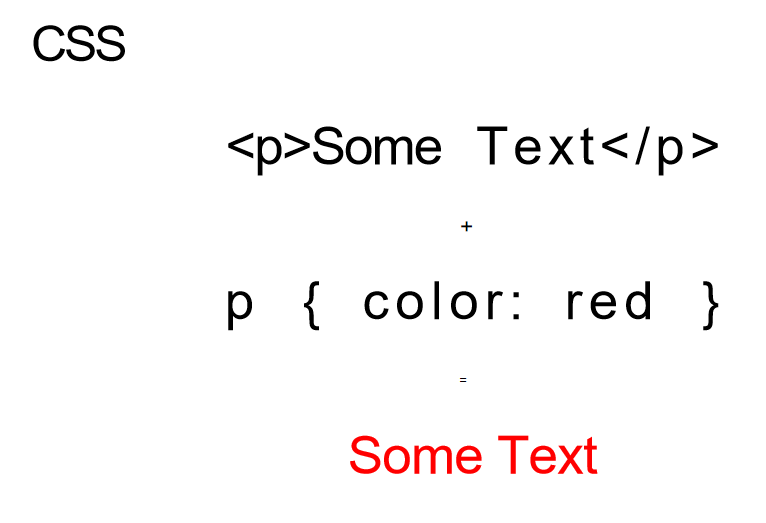 CSS
<p>Some Text</p>
+
p { color: red }
=
Some Text